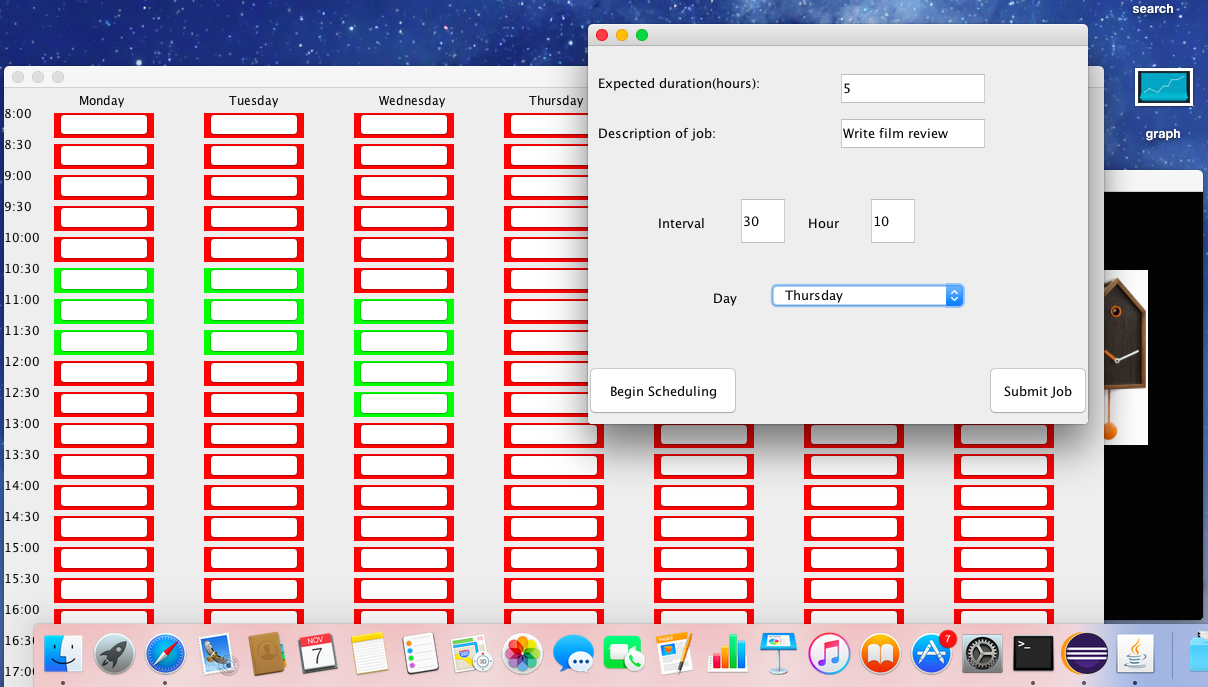 search
graph
Expected duration(hours):
5
Description of job:
Write film review
Interval
30
Hour
10
Day
Thursday
Begin Scheduling
Submit Job
Monday Tuesday Wednesday Thursday
8:00
8:30
9:00
9:30
10:00
10:30
11:00
11:30
12:00
12:30
13:00
13:30
14:00
14:30
15:00
15:30
16:00
16:30
17:00
NOV
7
PAGES
7
>_